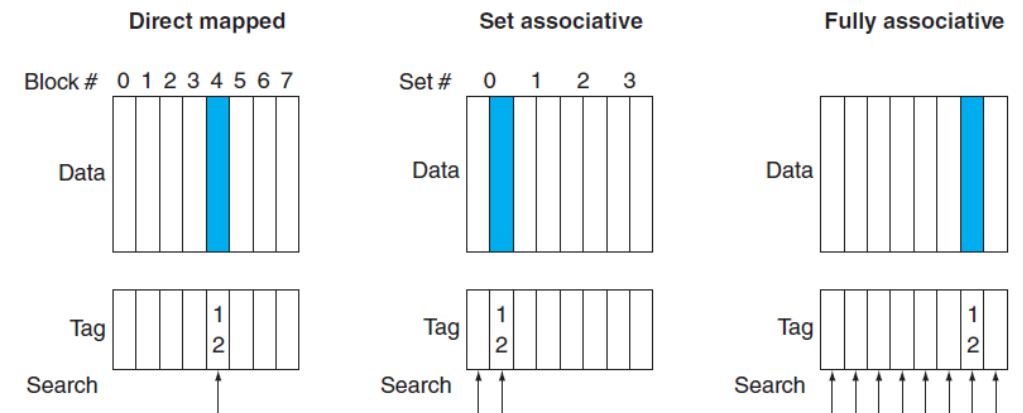 Direct mapped
Block # 0 1 2 3 4 5 6 7
Data
Tag
1
2
Search
Set associative
Set # 0 1 2 3
Data
Tag
1
2
Search
Fully associative
Data
Tag
1
2
Search